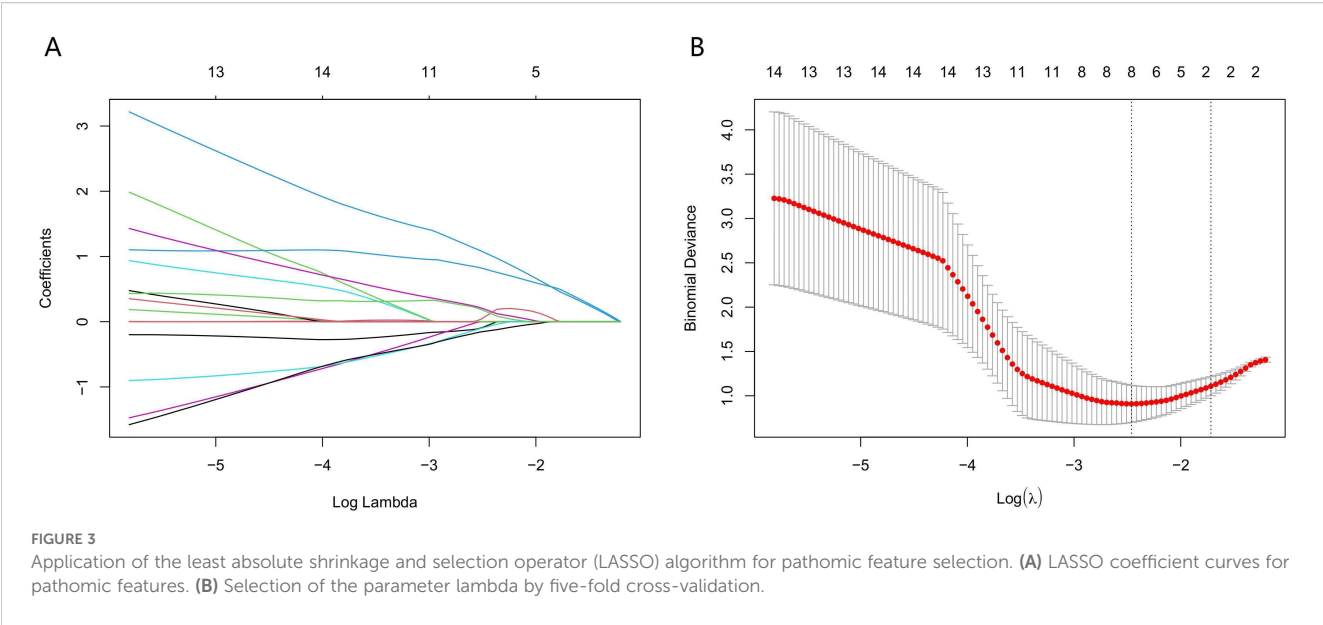 A
13 14 11 5
3
2
1
0
−1
Coefficients
−5 −4 −3 −2
Log Lambda
B
14 13 13 14 14 14 13 11 11 8 8 8 6 5 2 2 2
4.0
3.5
3.0
2.5
2.0
1.5
1.0
Binomial Deviance
−5 −4 −3 −2
Log(λ)
FIGURE 3
Application of the least absolute shrinkage and selection operator (LASSO) algorithm for pathomic feature selection. (A) LASSO coefficient curves for
pathomic features. (B) Selection of the parameter lambda by five-fold cross-validation.